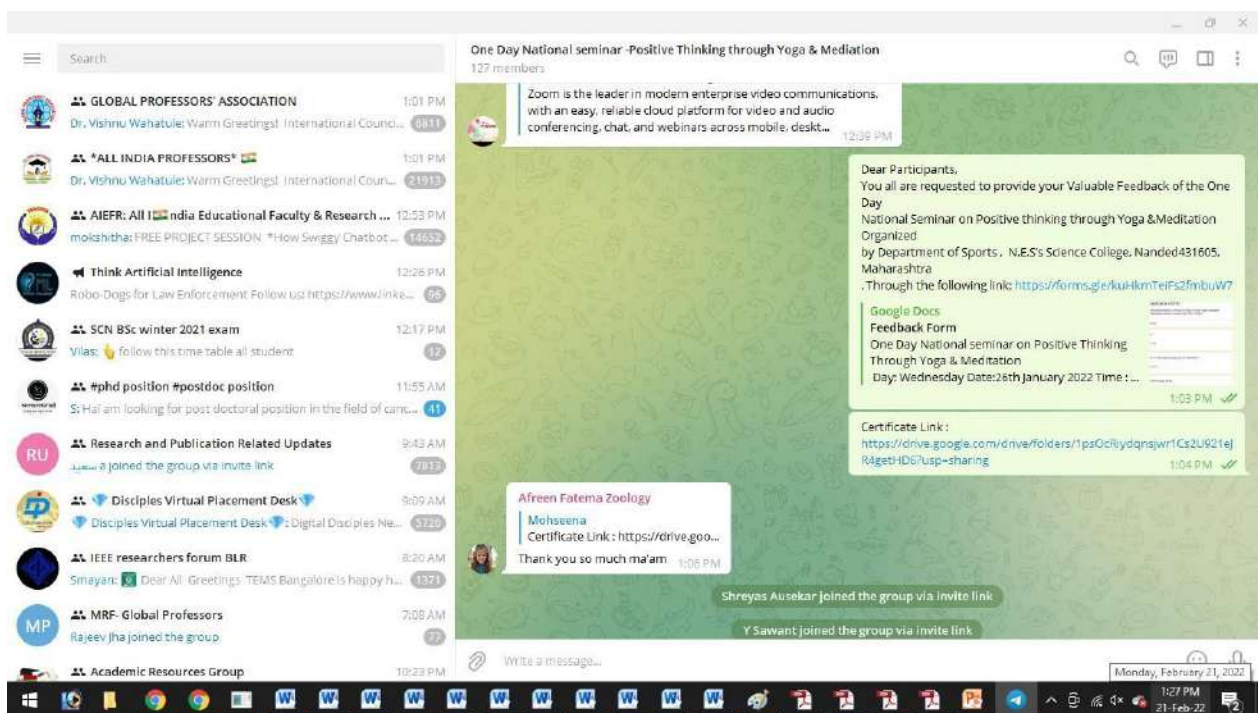 Search
GLOBAL PROFESSORS' ASSOCIATION 1:01 PM
Dr. Vishnu Wahatule: Warm Greetings! International Counci... 6811
*ALL INDIA PROFESSORS* 🇮🇳 1:01 PM
Dr. Vishnu Wahatule: Warm Greetings! International Coun... 21913
AIEFR: All I🇮🇳ndia Educational Faculty & Research ... 12:53 PM
mokshitha: FREE PROJECT SESSION *How Swiggy Chatbot ... 14652
Think Artificial Intelligence 12:28 PM
Robo-Dogs for Law Enforcement Follow us: https://www.linke... 96
SCN BSc winter 2021 exam 12:17 PM
Vilas: 👆 follow this time table all student 12
#phd position #postdoc position 11:55 AM
S: Hai am looking for post doctoral position in the field of canc... 41
RU
Research and Publication Related Updates 9:43 AM
a joined the group via invite link 7813
💎 Disciples Virtual Placement Desk💎 9:09 AM
💎 Disciples Virtual Placement Desk💎: Digital Disciples Ne... 5720
IEEE researchers forum BLR 8:20 AM
Smayan: Dear All Greetings TEMS Bangalore is happy h... 1371
MP
MRF- Global Professors 7:08 AM
Rajeev Jha joined the group 77
Academic Resources Group 10:23 PM
One Day National seminar -Positive Thinking through Yoga & Mediation
127 members
Zoom is the leader in modern enterprise video communications,
with an easy, reliable cloud platform for video and audio
conferencing, chat, and webinars across mobile, deskt...
12:39 PM
Dear Participants,
You all are requested to provide your Valuable Feedback of the One
Day
National Seminar on Positive thinking through Yoga &Meditation
Organized
by Department of Sports , N.E.S's Science College, Nanded431605,
Maharashtra
. Through the following link: https://forms.gle/kuHkmTeiFs2fmbuW7
Google Docs
Feedback Form
One Day National seminar on Positive Thinking
Through Yoga & Meditation
Day: Wednesday Date:26th January 2022 Time : ...
1:03 PM
Certificate Link :
https://drive.google.com/drive/folders/1psOcRiydqnsjwr1Cs2U921eJ
R4getHD6?usp=sharing
1:04 PM
Afreen Fatema Zoology
Mohseena
Certificate Link : https://drive.goo...
Thank you so much ma'am 1:06 PM
Shreyas Ausekar joined the group via invite link
Y Sawant joined the group via invite link
Write a message...
Monday, February 21, 2022
1:27 PM
21-Feb-22